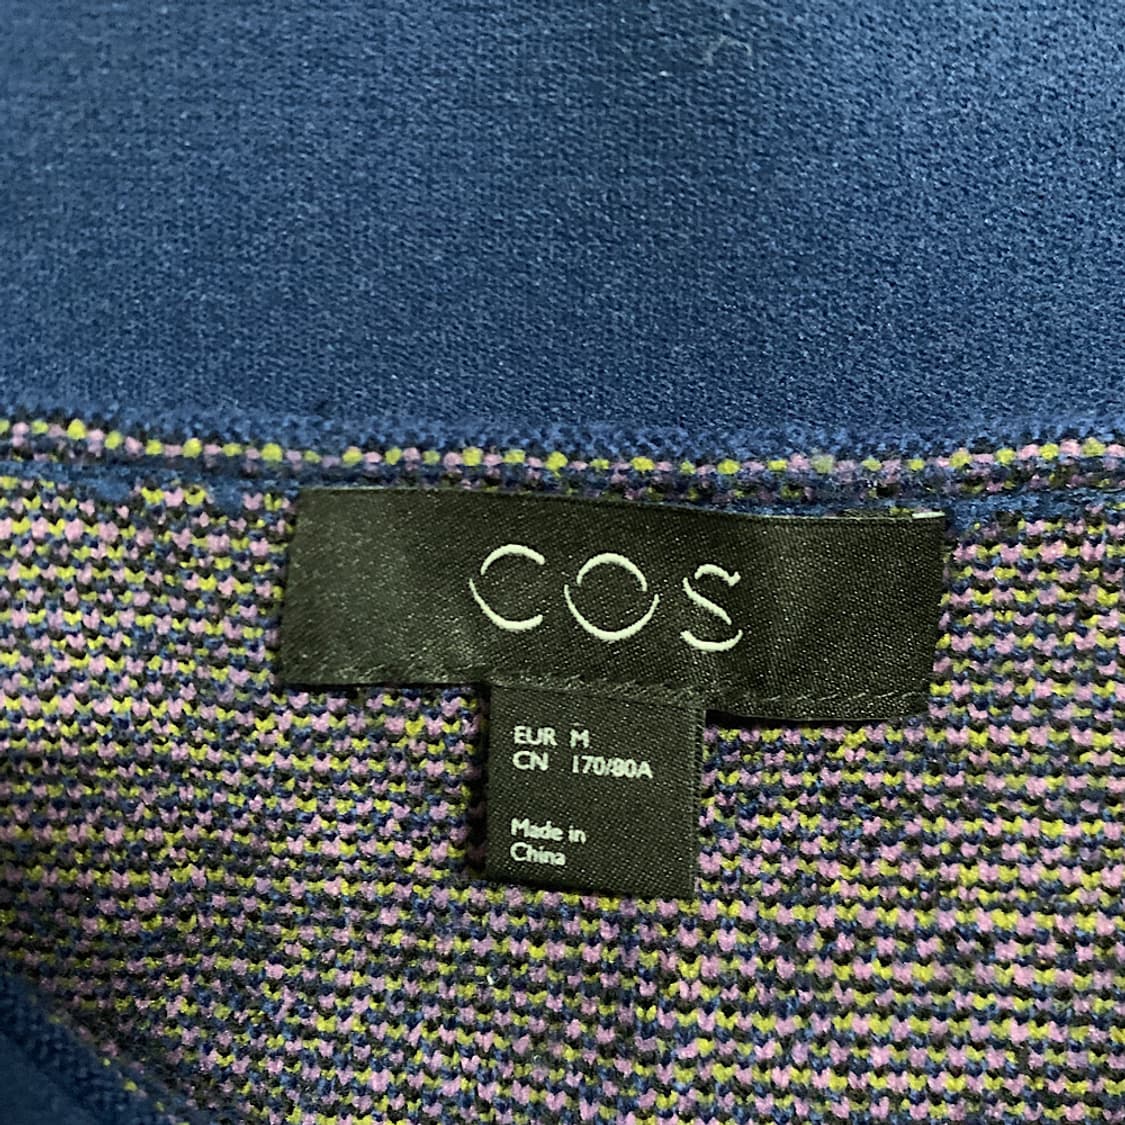 COS
EUR M
CN 170/80A
Made in
China